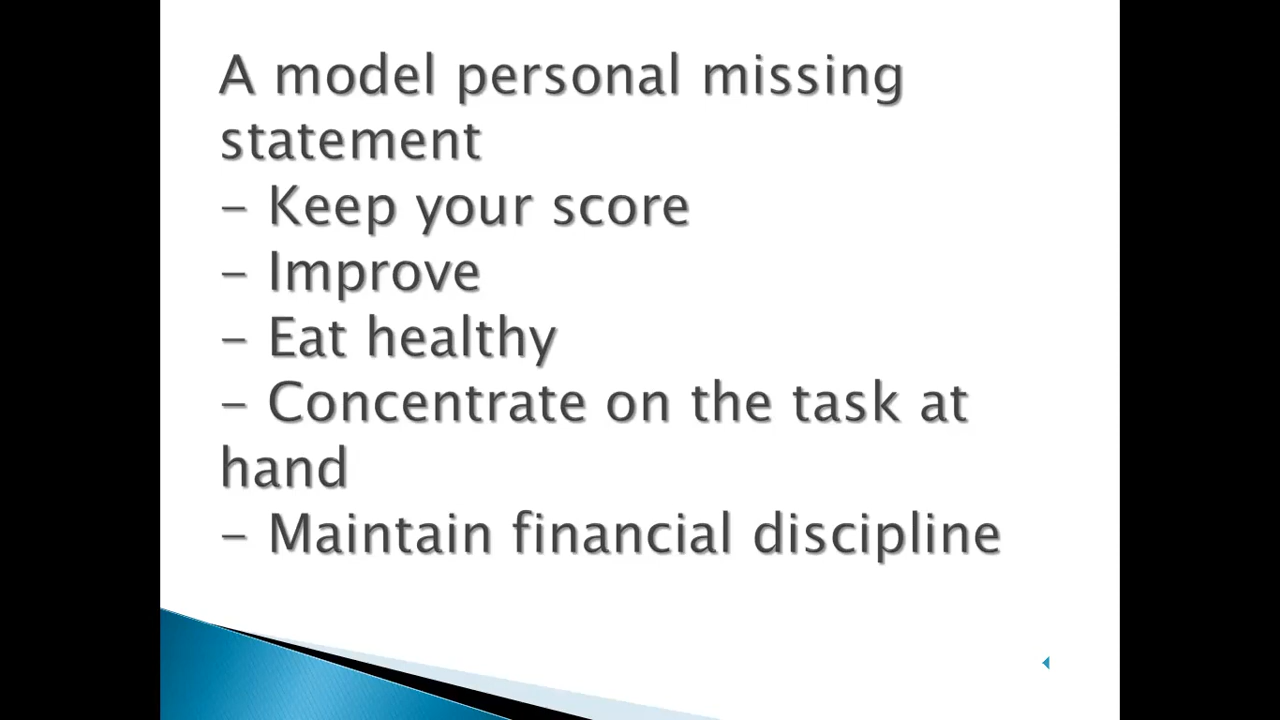 A model personal missing
statement
- Keep your score
- Improve
- Eat healthy
- Concentrate on the task at
hand
- Maintain financial discipline